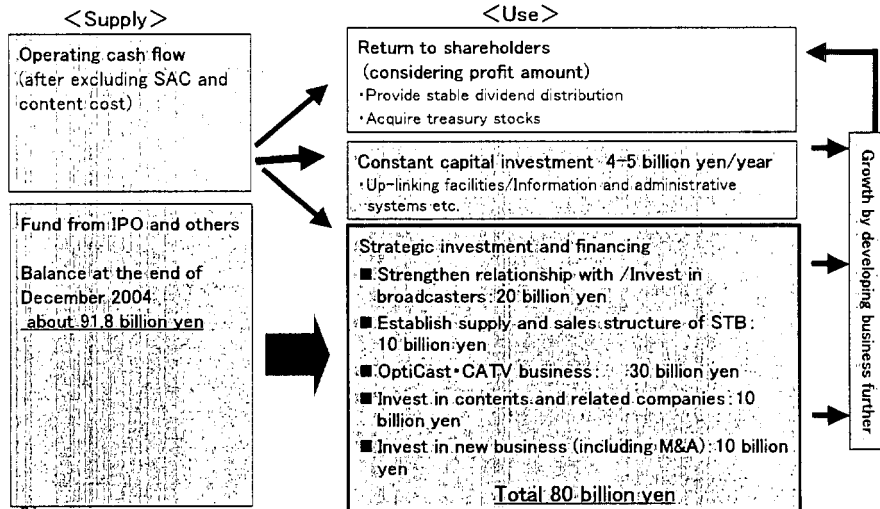 <Supply>
<Use>
Operating cash flow
(after excluding SAC and
content cost)
Fund from IPO and others
Balance at the end of
December 2004:
about 91.8 billion yen
Return to shareholders
(considering profit amount)
・Provide stable dividend distribution
・Acquire treasury stocks
Constant capital investment 4-5 billion yen/year
・Up-linking facilities/Information and administrative
systems etc.
Strategic investment and financing
■ Strengthen relationship with /Invest in
broadcasters: 20 billion yen
■ Establish supply and sales structure of STB:
10 billion yen
■ OptiCast・CATV business: 30 billion yen
■ Invest in contents and related companies: 10
billion yen
■ Invest in new business (including M&A): 10 billion
yen
Total 80 billion yen
Growth by developing business further